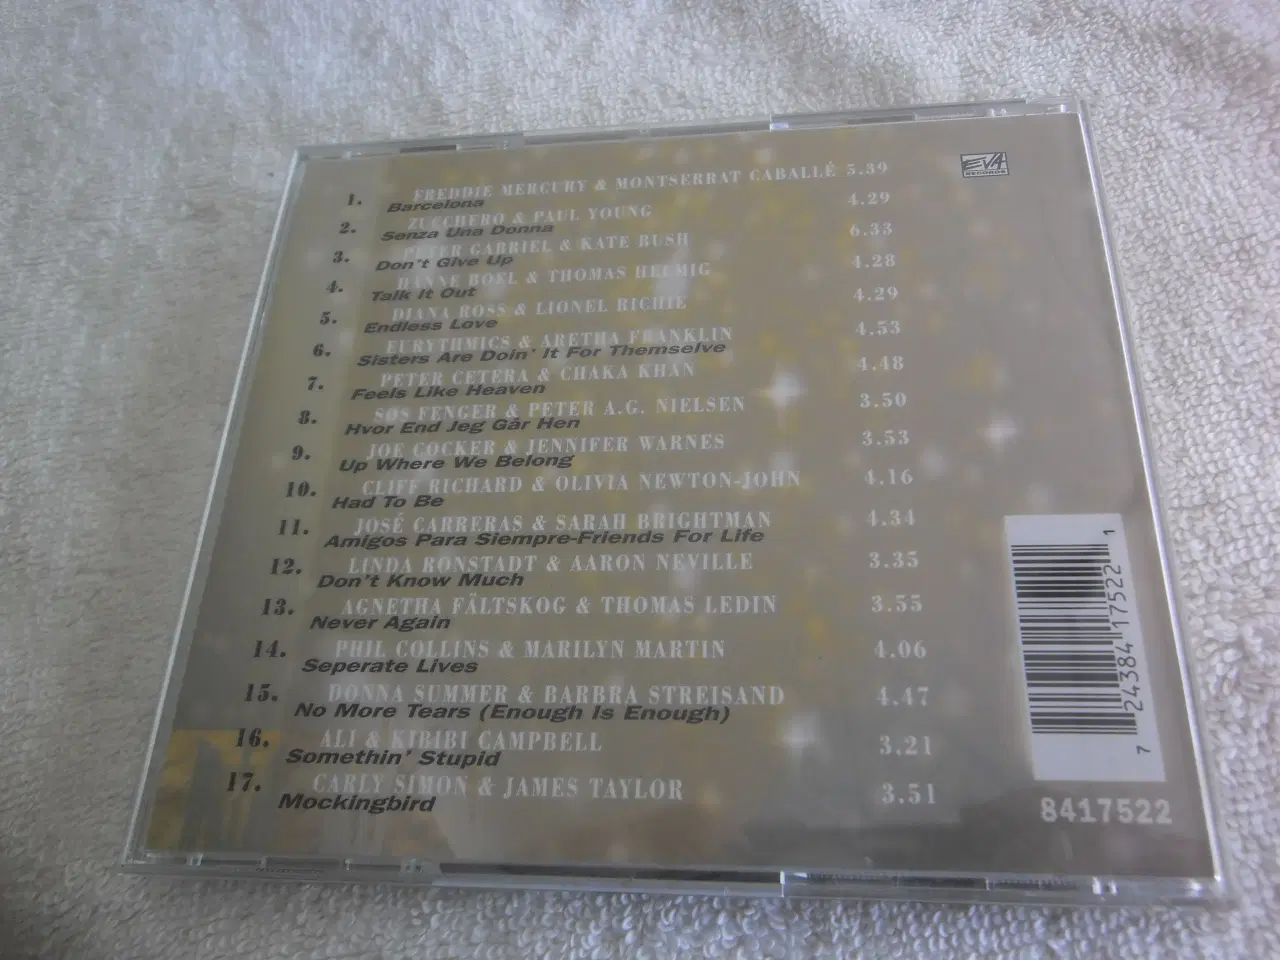 EVA
RECORDS
1. FREDDIE MERCURY & MONTSERRAT CABALLÉ 5.39
Barcelona
2. ZUCCHERO & PAUL YOUNG 4.29
Senza Una Donna
3. PETER GABRIEL & KATE BUSH 6.33
Don't Give Up
4. HANNE BOEL & THOMAS HELMIG 4.28
Talk It Out
5. DIANA ROSS & LIONEL RICHIE 4.29
Endless Love
6. EURYTHMICS & ARETHA FRANKLIN 4.53
Sisters Are Doin' It For Themselve
7. PETER CETERA & CHAKA KHAN 4.48
Feels Like Heaven
8. SØS FENGER & PETER A.G. NIELSEN 3.50
Hvor End Jeg Går Hen
9. JOE COCKER & JENNIFER WARNES 3.53
Up Where We Belong
10. CLIFF RICHARD & OLIVIA NEWTON-JOHN 4.16
Had To Be
11. JOSÉ CARRERAS & SARAH BRIGHTMAN 4.34
Amigos Para Siempre-Friends For Life
12. LINDA RONSTADT & AARON NEVILLE 3.35
Don't Know Much
13. AGNETHA FÄLTSKOG & THOMAS LEDIN 3.55
Never Again
14. PHIL COLLINS & MARILYN MARTIN 4.06
Seperate Lives
15. DONNA SUMMER & BARBRA STREISAND 4.47
No More Tears (Enough Is Enough)
16. ALI & KIBIBI CAMPBELL 3.21
Somethin' Stupid
17. CARLY SIMON & JAMES TAYLOR 3.51
Mockingbird
7 24384 17522 1
8417522